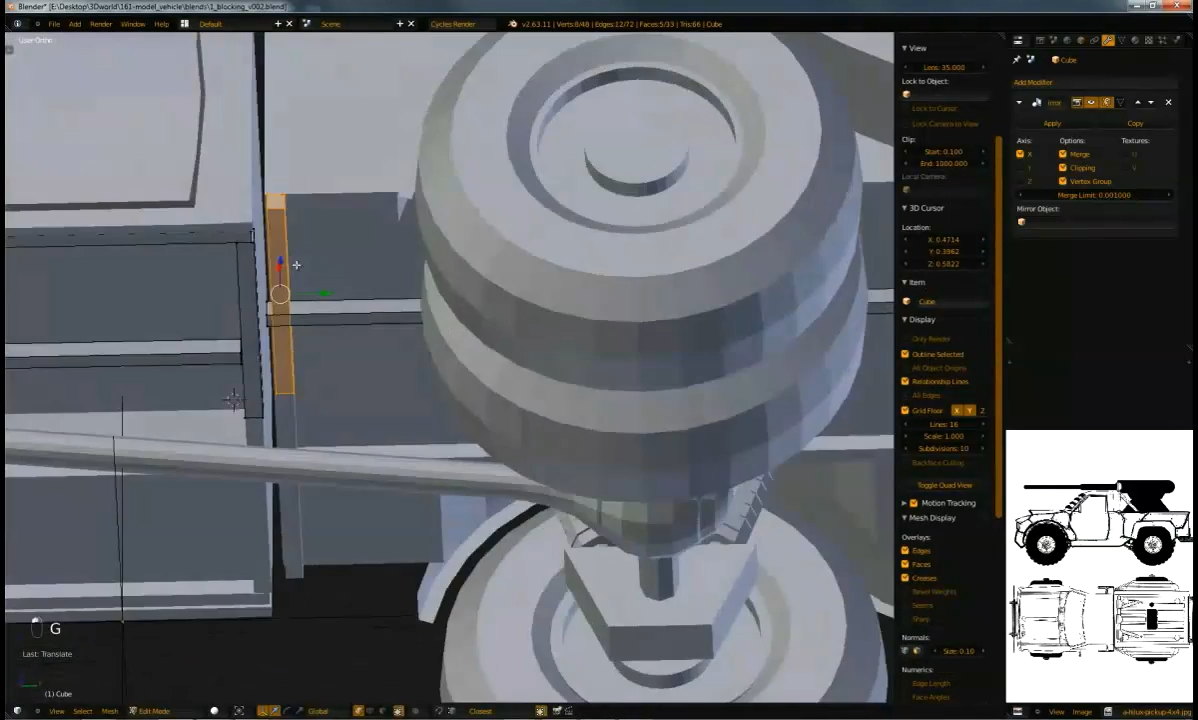 Blender* [E:\Desktop\3Dworld\161-model_vehicle\blends\1_blocking_v002.blend]
File Add Render Window Help Default Scene Cycles Render v2.63.11 | Verts:8/48 | Edges:12/72 | Faces:5/33 | Tris:66 | Cube
User Ortho
View
Lens: 35.000
Lock to Object:
Lock to Cursor
Lock Camera to View
Clip:
Start: 0.100
End: 1000.000
Local Camera:
3D Cursor
Location:
X: 0.4714
Y: 0.3962
Z: 0.5822
Item
Cube
Display
Only Render
Outline Selected
All Object Origins
Relationship Lines
All Edges
Grid Floor X Y Z
Lines: 16
Scale: 1.000
Subdivisions: 10
Backface Culling
Toggle Quad View
Motion Tracking
Mesh Display
Overlays:
Edges
Faces
Creases
Bevel Weights
Seams
Sharp
Normals:
Size: 0.10
Numerics:
Edge Length
Face Angles
Cube
Add Modifier
irror
Apply Copy
Axis: Options: Textures:
X Merge U
Y Clipping V
Z Vertex Group
Merge Limit: 0.001000
Mirror Object:
G
Last: Translate
(1) Cube
View Select Mesh Edit Mode Global Closest
View Image a-hilux-pickup-4x4.jpg